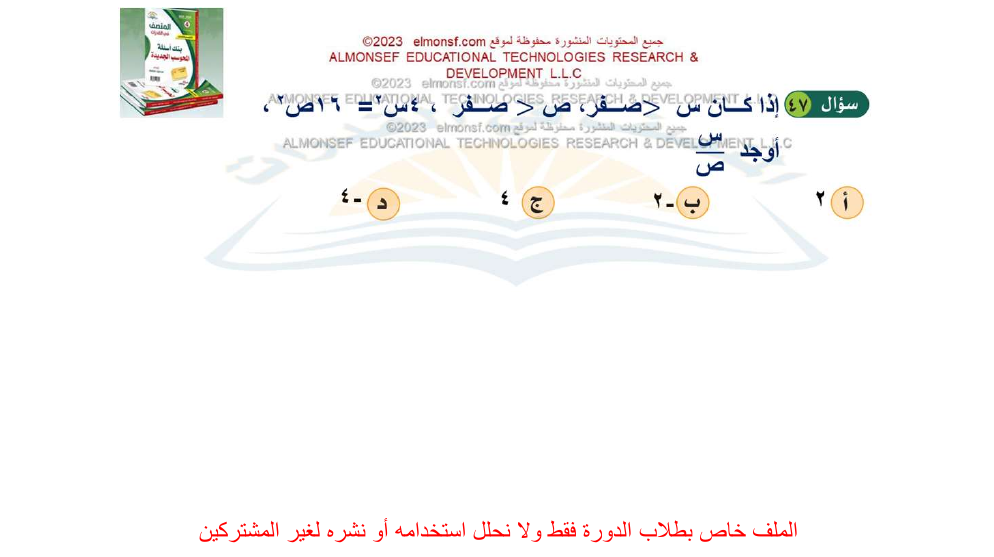 جميع المحتويات المنشورة محفوظة لموقع elmonsf.com ©2023
ALMONSEF EDUCATIONAL TECHNOLOGIES RESEARCH &
DEVELOPMENT L.L.C
جميع المحتويات المنشورة محفوظة لموقع elmonsf.com ©2023
ALMONSEF EDUCATIONAL TECHNOLOGIES RESEARCH & DEVELOPMENT L.L.C
سؤال ٤٧ إذا كان س > صفر، ص < صفر ، ٤س٢ = ١٦ص٢ ،
جميع المحتويات المنشورة محفوظة لموقع elmonsf.com ©2023
ALMONSEF EDUCATIONAL TECHNOLOGIES RESEARCH & DEVELOPMENT L.L.C
أوجد س/ص
أ ٢ ب -٢ ج ٤ د -٤
الملف خاص بطلاب الدورة فقط ولا نحلل استخدامه أو نشره لغير المشتركين
المنصف
بنك أسئلة
المحوسب الجديدة